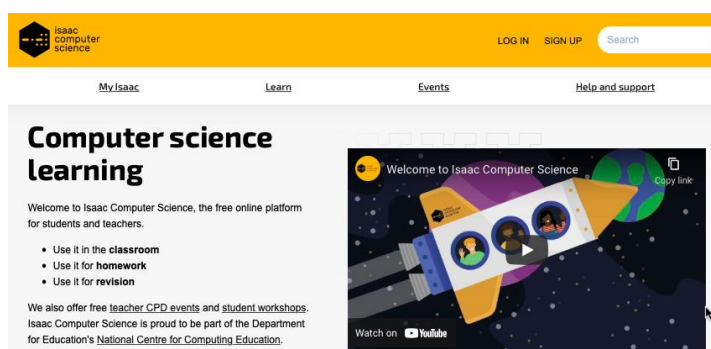 isaac
computer
science
LOG IN SIGN UP Search
My Isaac Learn Events Help and support
Computer science
learning
Welcome to Isaac Computer Science, the free online platform
for students and teachers.
• Use it in the classroom
• Use it for homework
• Use it for revision
We also offer free teacher CPD events and student workshops.
Isaac Computer Science is proud to be part of the Department
for Education's National Centre for Computing Education.
Welcome to Isaac Computer Science
Copy link
Watch on YouTube